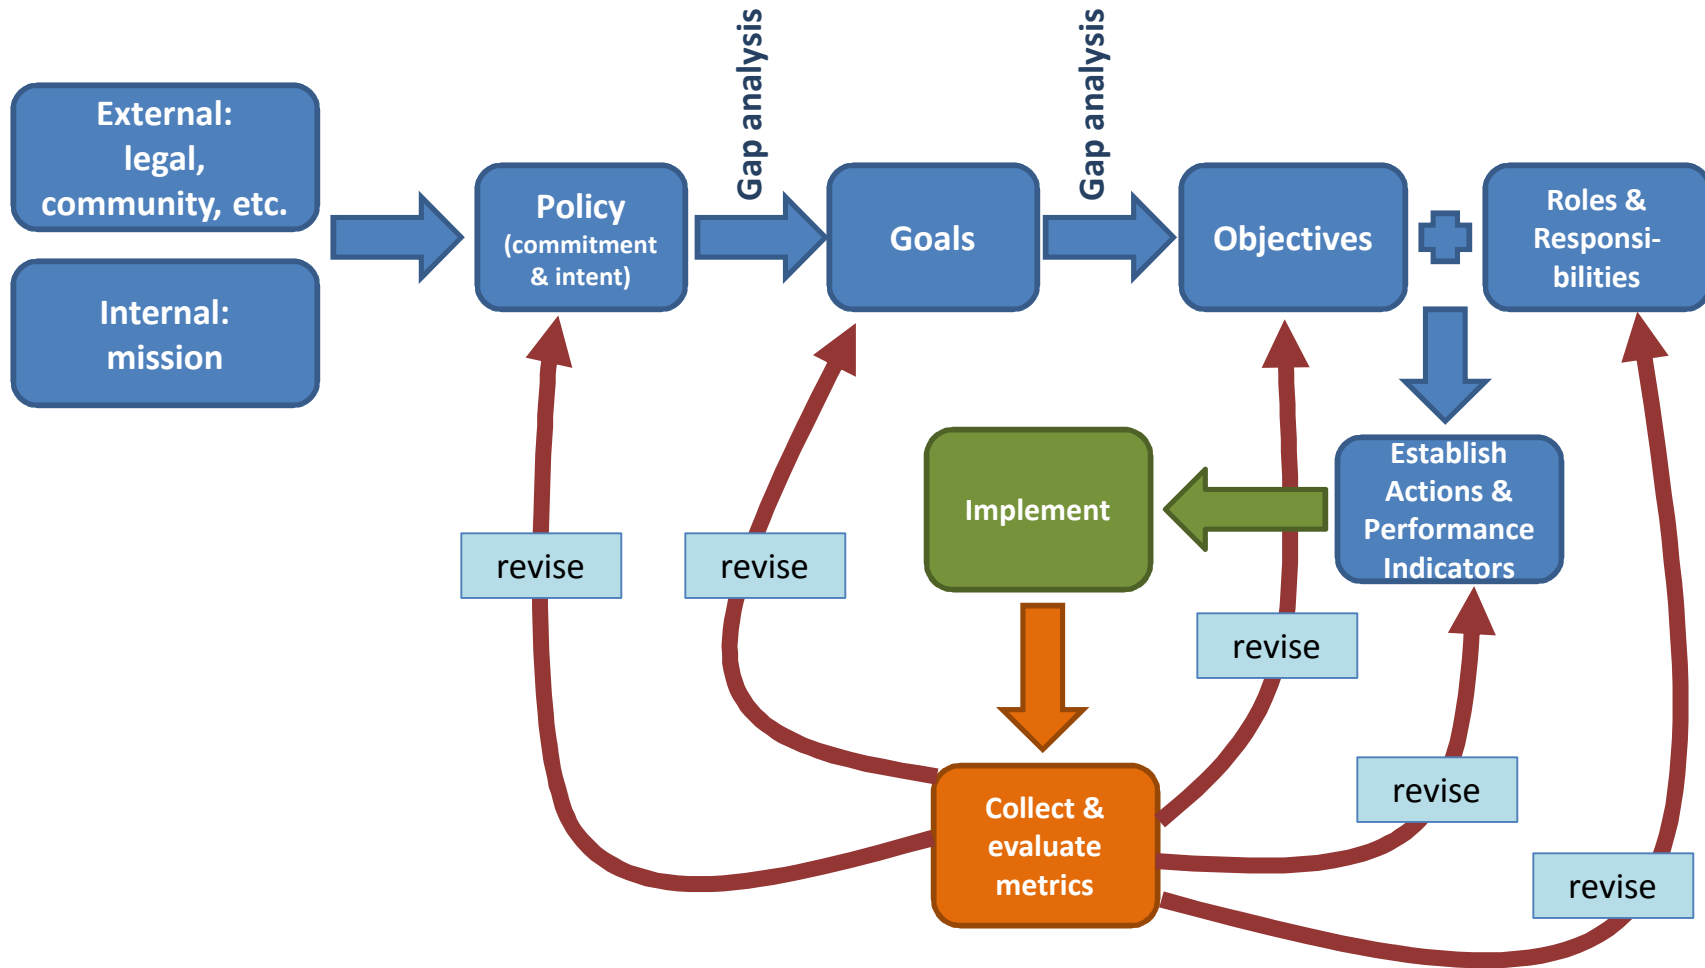 External:
legal,
community, etc.
Internal:
mission
Policy
(commitment
& intent)
Gap analysis
Goals
Gap analysis
Objectives
Roles &
Responsi-
bilities
Establish
Actions &
Performance
Indicators
Implement
revise
revise
revise
revise
revise
Collect &
evaluate
metrics